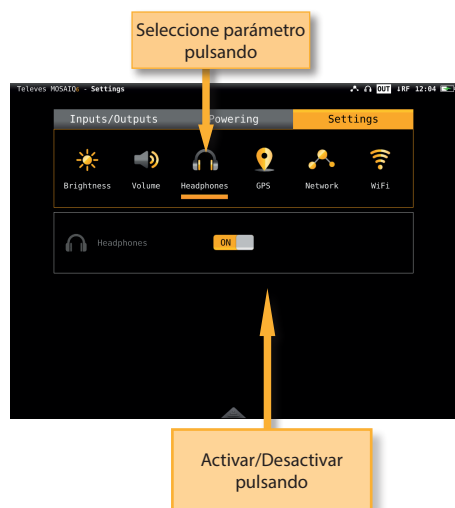 Seleccione parámetro
pulsando
Televes MOSAIQ6 - Settings OUT ↓RF 12:04
Inputs/Outputs Powering Settings
Brightness Volume Headphones GPS Network WiFi
Headphones ON
Activar/Desactivar
pulsando